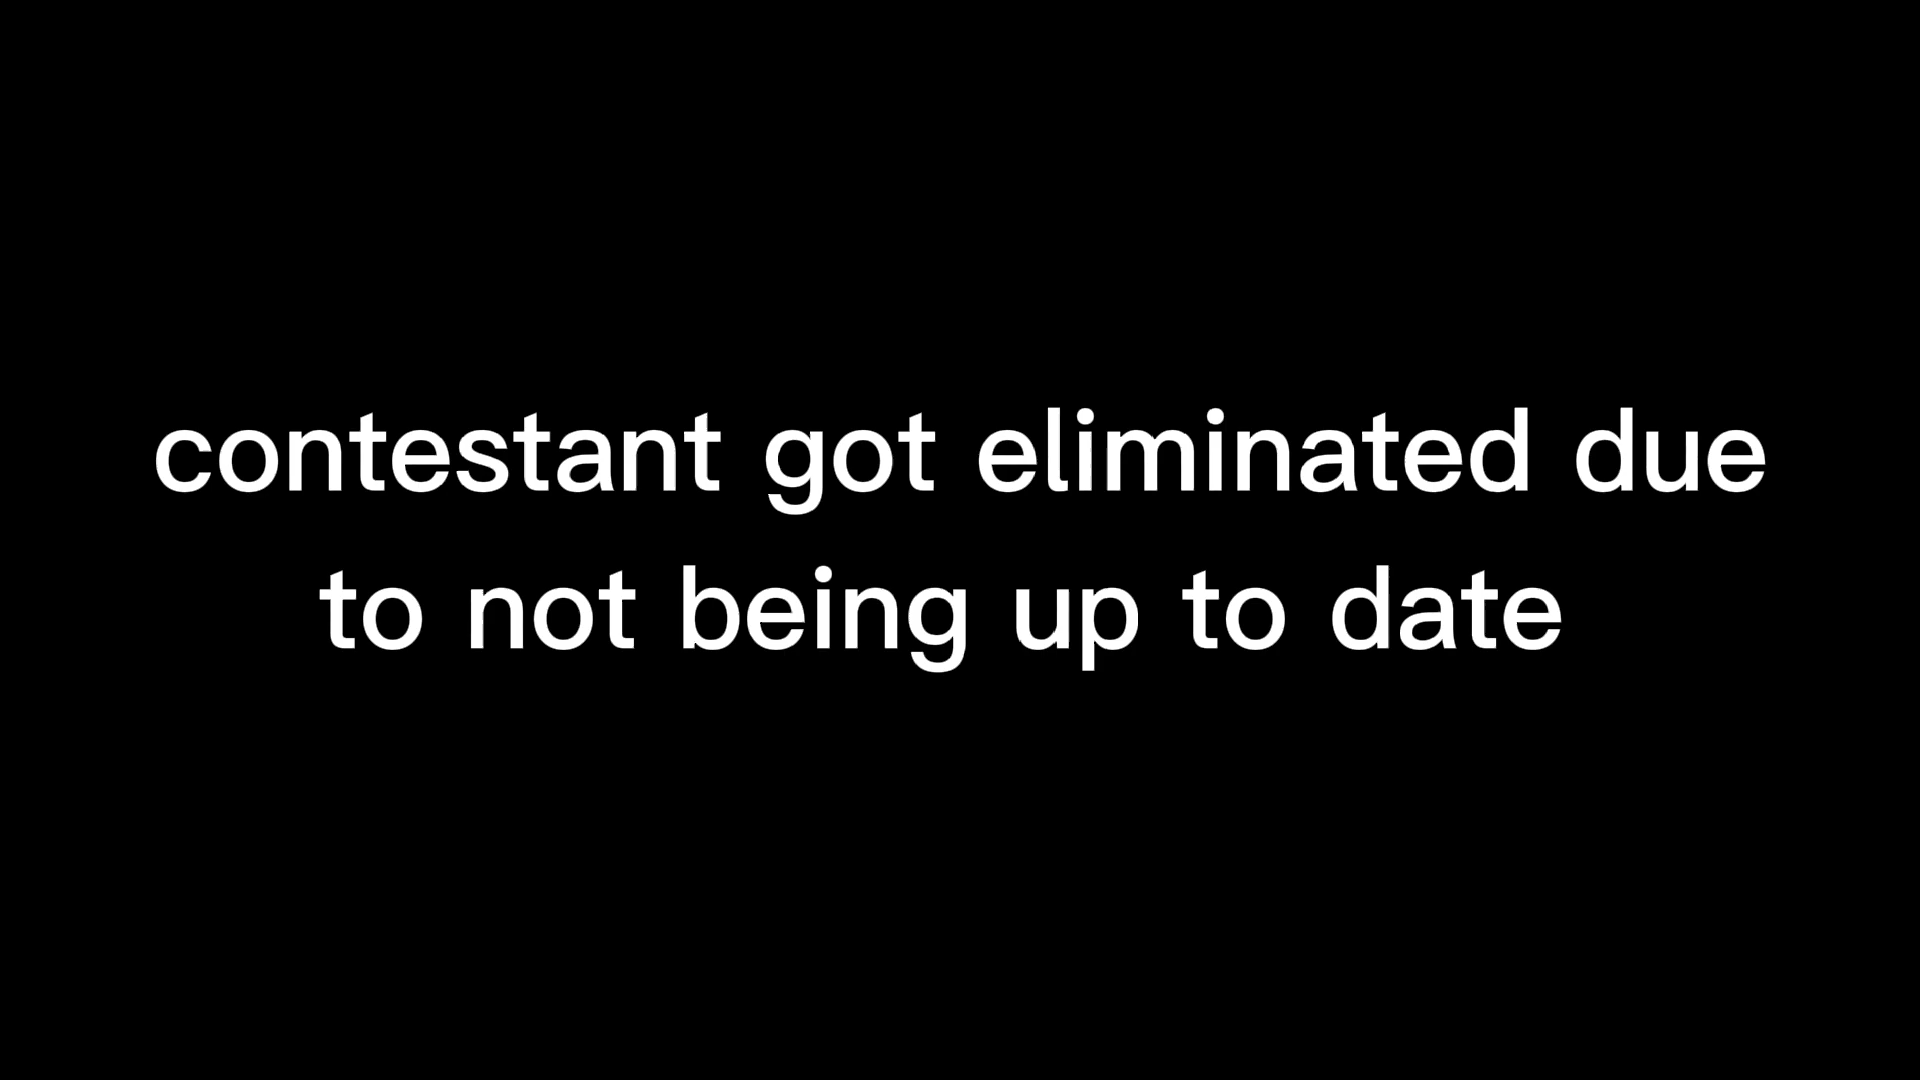 contestant got eliminated due
to not being up to date